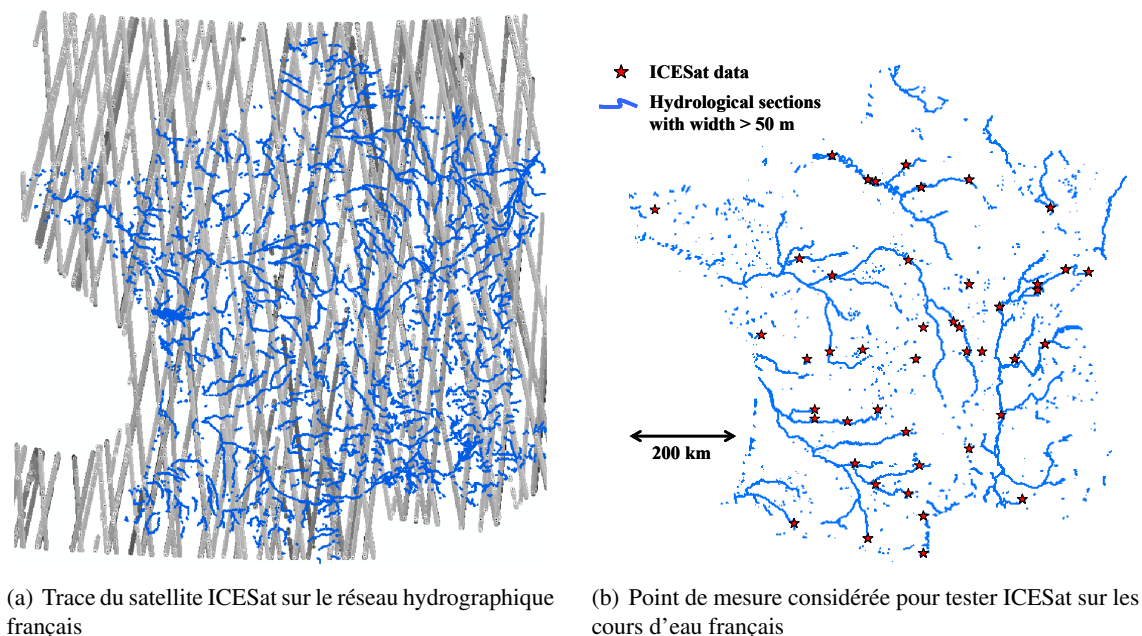 ICESat data
Hydrological sections
with width > 50 m
200 km
(a) Trace du satellite ICESat sur le réseau hydrographique
français
(b) Point de mesure considérée pour tester ICESat sur les
cours d'eau français